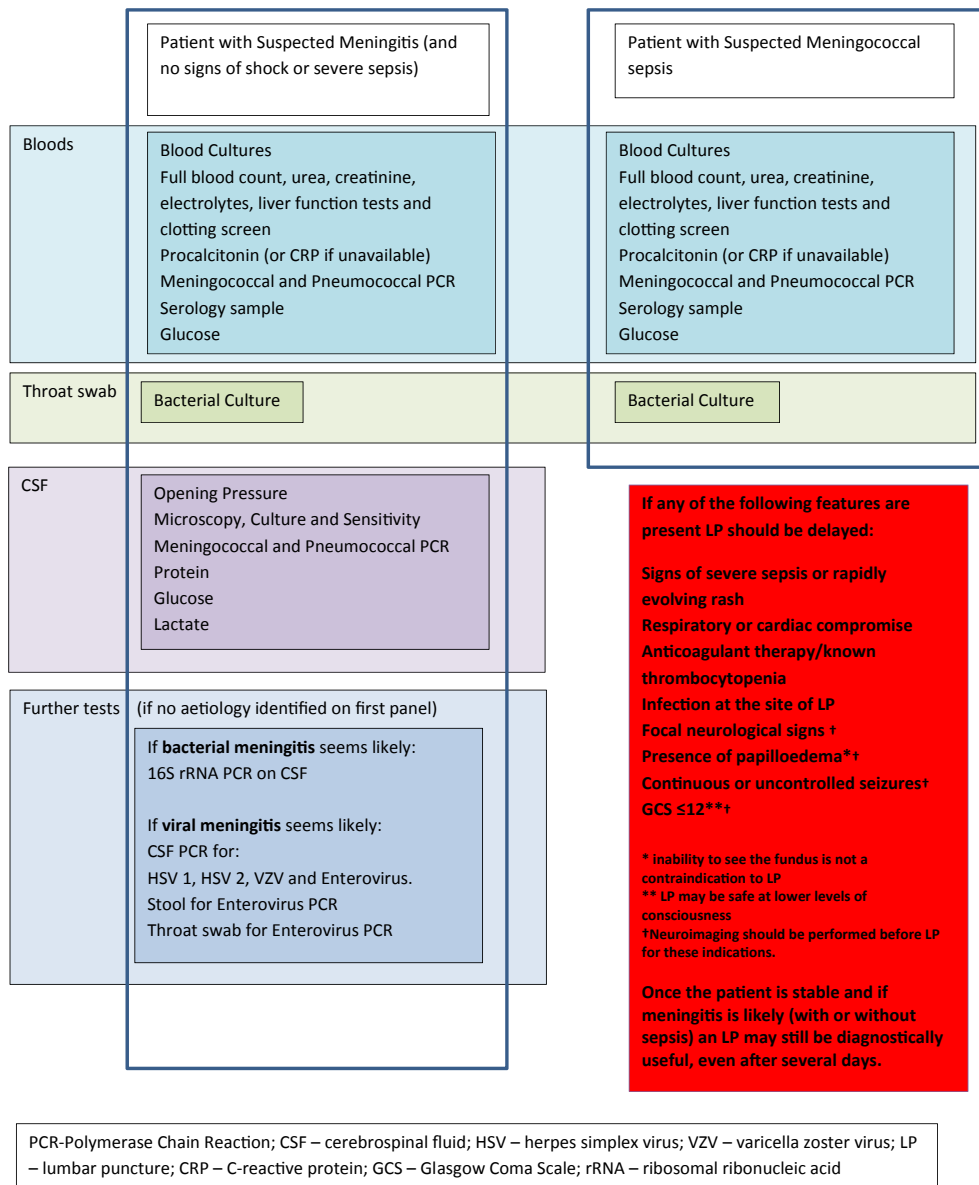 Patient with Suspected Meningitis (and
no signs of shock or severe sepsis)
Patient with Suspected Meningococcal
sepsis
Bloods
Blood Cultures
Full blood count, urea, creatinine,
electrolytes, liver function tests and
clotting screen
Procalcitonin (or CRP if unavailable)
Meningococcal and Pneumococcal PCR
Serology sample
Glucose
Blood Cultures
Full blood count, urea, creatinine,
electrolytes, liver function tests and
clotting screen
Procalcitonin (or CRP if unavailable)
Meningococcal and Pneumococcal PCR
Serology sample
Glucose
Throat swab
Bacterial Culture
Bacterial Culture
CSF
Opening Pressure
Microscopy, Culture and Sensitivity
Meningococcal and Pneumococcal PCR
Protein
Glucose
Lactate
Further tests
(if no aetiology identified on first panel)
If bacterial meningitis seems likely:
16S rRNA PCR on CSF
If viral meningitis seems likely:
CSF PCR for:
HSV 1, HSV 2, VZV and Enterovirus.
Stool for Enterovirus PCR
Throat swab for Enterovirus PCR
If any of the following features are
present LP should be delayed:
Signs of severe sepsis or rapidly
evolving rash
Respiratory or cardiac compromise
Anticoagulant therapy/known
thrombocytopenia
Infection at the site of LP
Focal neurological signs †
Presence of papilloedema*†
Continuous or uncontrolled seizures†
GCS ≤12**†
* inability to see the fundus is not a
contraindication to LP
** LP may be safe at lower levels of
consciousness
†Neuroimaging should be performed before LP
for these indications.
Once the patient is stable and if
meningitis is likely (with or without
sepsis) an LP may still be diagnostically
useful, even after several days.
PCR-Polymerase Chain Reaction; CSF – cerebrospinal fluid; HSV – herpes simplex virus; VZV – varicella zoster virus; LP
– lumbar puncture; CRP – C-reactive protein; GCS – Glasgow Coma Scale; rRNA – ribosomal ribonucleic acid